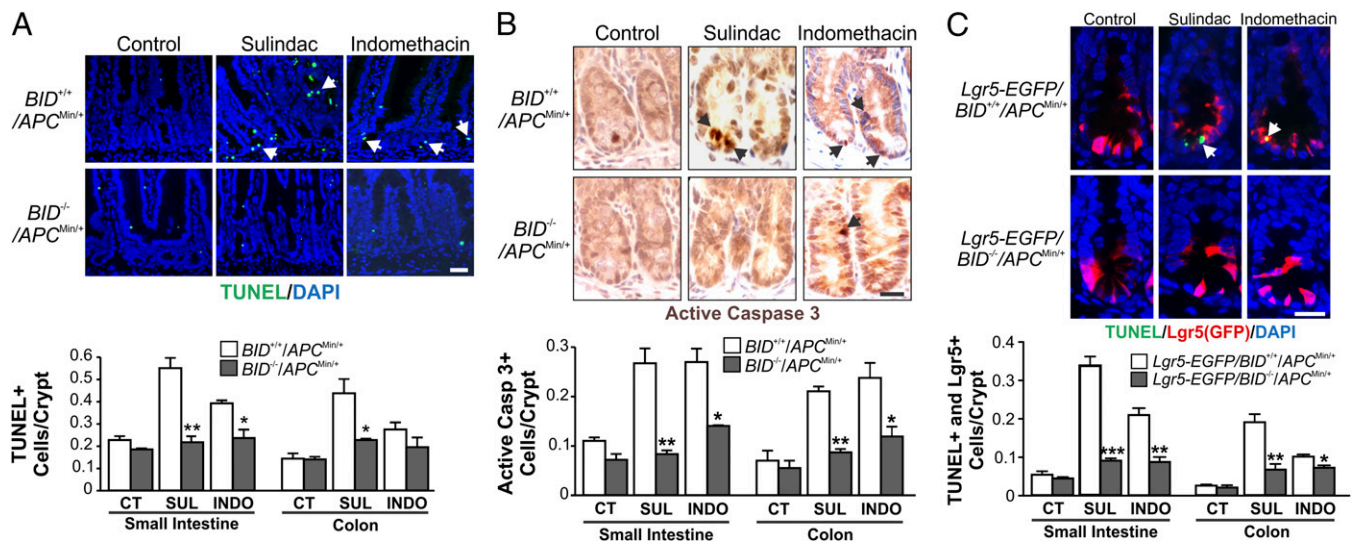 A
Control Sulindac Indomethacin
BID+/+
/APCMin/+
BID-/-
/APCMin/+
TUNEL/DAPI
BID+/+/APCMin/+
BID-/-/APCMin/+
TUNEL+
Cells/Crypt
0.6
0.5
0.4
0.3
0.2
0.1
0
** * *
CT SUL INDO CT SUL INDO
Small Intestine Colon
B
Control Sulindac Indomethacin
BID+/+
/APCMin/+
BID-/-
/APCMin/+
Active Caspase 3
BID+/+/APCMin/+
BID-/-/APCMin/+
Active Casp 3+
Cells/Crypt
0.3
0.2
0.1
0
** * ** *
CT SUL INDO CT SUL INDO
Small Intestine Colon
C
Control Sulindac Indomethacin
Lgr5-EGFP/
BID+/+/APCMin/+
Lgr5-EGFP/
BID-/-/APCMin/+
TUNEL/Lgr5(GFP)/DAPI
Lgr5-EGFP/BID+/+/APCMin/+
Lgr5-EGFP/BID-/-/APCMin/+
TUNEL+ and Lgr5+
Cells/Crypt
0.4
0.3
0.2
0.1
0
*** ** ** *
CT SUL INDO CT SUL INDO
Small Intestine Colon